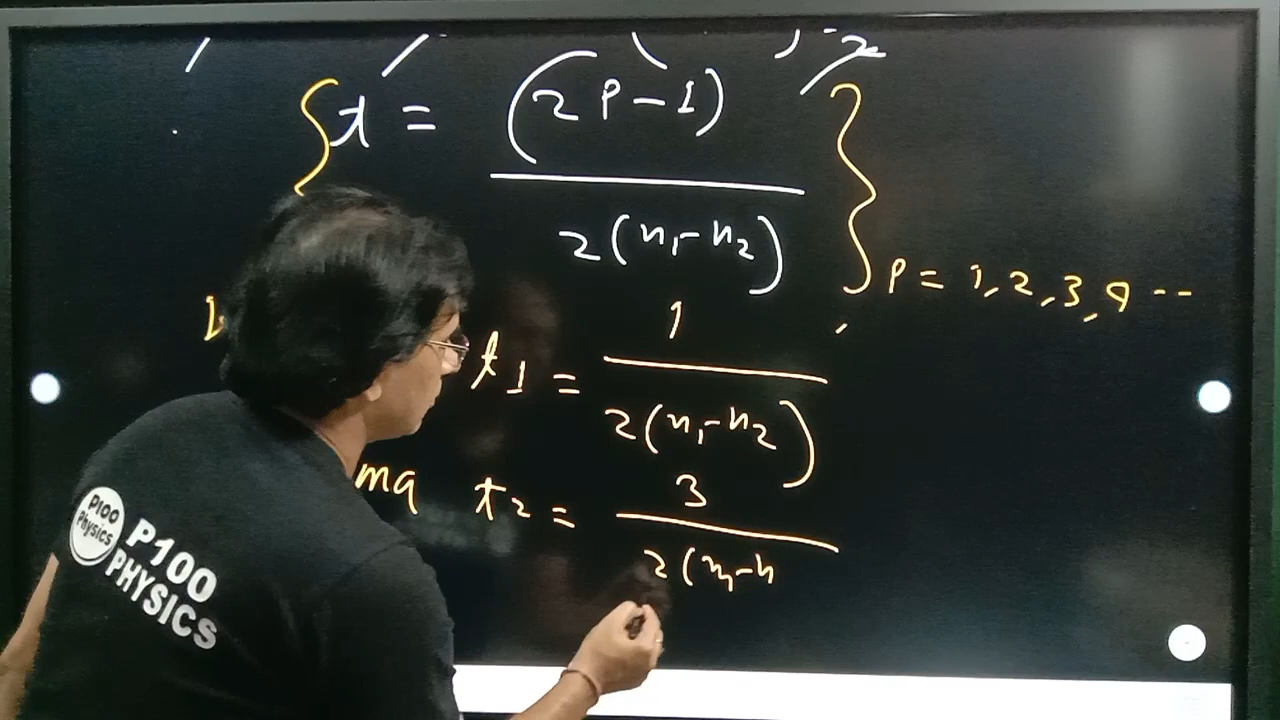 t = (2P-1)
2(n1-n2)
P = 1, 2, 3, 4 --
t1 = 1
2(n1-n2)
ma t2 = 3
2(n1-n
P100
Physics
P100
PHYSICS